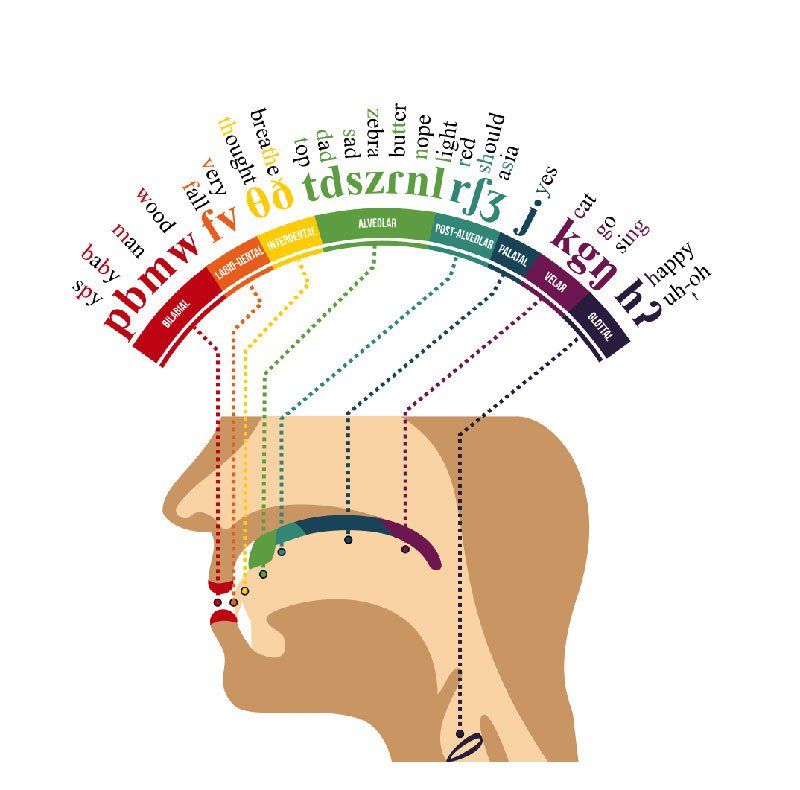 spy
baby
man
wood
fall
very
thought
breathe
top
dad
sad
zebra
butter
nope
light
red
should
asia
yes
cat
go
sing
happy
uh-oh
pbmw
fv
θð
tdszɾnl
rʃʒ
j
kgŋ
hʔ
BILABIAL
LABIO-DENTAL
INTERDENTAL
ALVEOLAR
POST-ALVEOLAR
PALATAL
VELAR
GLOTTAL